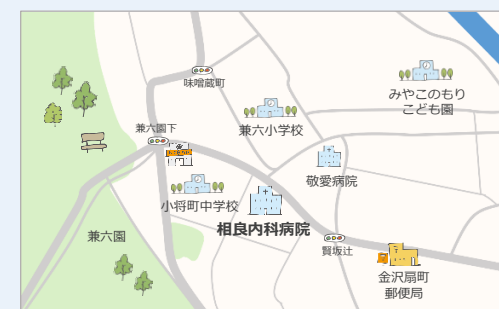 味噌蔵町
みやこのもり
こども園
兼六園下
兼六小学校
敬愛病院
小将町中学校
相良内科病院
兼六園
賢坂辻
金沢扇町
郵便局